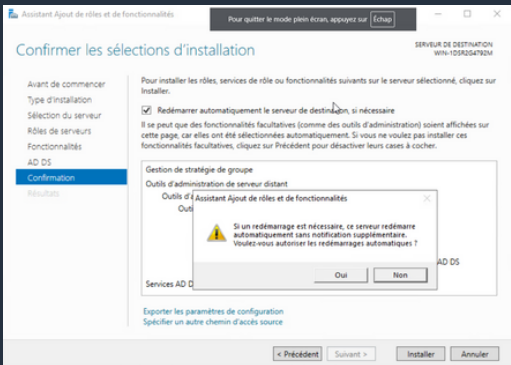 Assistant Ajout de rôles et de fonctionnalités
Pour quitter le mode plein écran, appuyez sur Échap
Confirmer les sélections d'installation
SERVEUR DE DESTINATION
WIN-1DSR2G4792M
Avant de commencer
Type d'installation
Sélection du serveur
Rôles de serveurs
Fonctionnalités
AD DS
Confirmation
Résultats
Pour installer les rôles, services de rôle ou fonctionnalités suivants sur le serveur sélectionné, cliquez sur
Installer.
Redémarrer automatiquement le serveur de destination, si nécessaire
Il se peut que des fonctionnalités facultatives (comme des outils d'administration) soient affichées sur
cette page, car elles ont été sélectionnées automatiquement. Si vous ne voulez pas installer ces
fonctionnalités facultatives, cliquez sur Précédent pour désactiver leurs cases à cocher.
Gestion de stratégie de groupe
Outils d'administration de serveur distant
Outils d'a
Outi
Assistant Ajout de rôles et de fonctionnalités
Si un redémarrage est nécessaire, ce serveur redémarre
automatiquement sans notification supplémentaire.
Voulez-vous autoriser les redémarrages automatiques ?
Oui
Non
AD DS
Services AD D
Exporter les paramètres de configuration
Spécifier un autre chemin d'accès source
< Précédent
Suivant >
Installer
Annuler